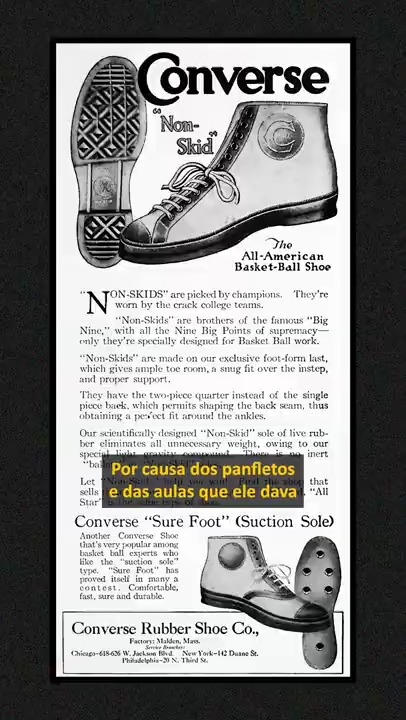 Converse
"Non-
Skid"
The
All-American
Basket-Ball Shoe
"NON-SKIDS" are picked by champions. They're
worn by the crack college teams.
"Non-Skids" are brothers of the famous "Big
Nine," with all the Nine Big Points of supremacy—
only they're specially designed for Basket Ball work.
"Non-Skids" are made on our exclusive foot-form last,
which gives ample toe room, a snug fit over the instep,
and proper support.
They have the two-piece quarter instead of the single
piece back, which permits shaping the back seam, thus
obtaining a perfect fit around the ankles.
Our scientifically designed "Non-Skid" sole of live rub-
ber eliminates all unnecessary weight, owing to our
special light gravity compound. There is no inert
Por causa dos panfletos
e das aulas que ele dava
Let
sells "All
Star"
Converse "Sure Foot" (Suction Sole)
Another Converse Shoe
that's very popular among
basket ball experts who
like the "suction sole"
type. "Sure Foot" has
proved itself in many a
contest. Comfortable,
fast, sure and durable.
Converse Rubber Shoe Co.,
Factory: Malden, Mass.
Service Branches:
Chicago—618-626 W. Jackson Blvd. New York—142 Duane St.
Philadelphia—20 N. Third St.